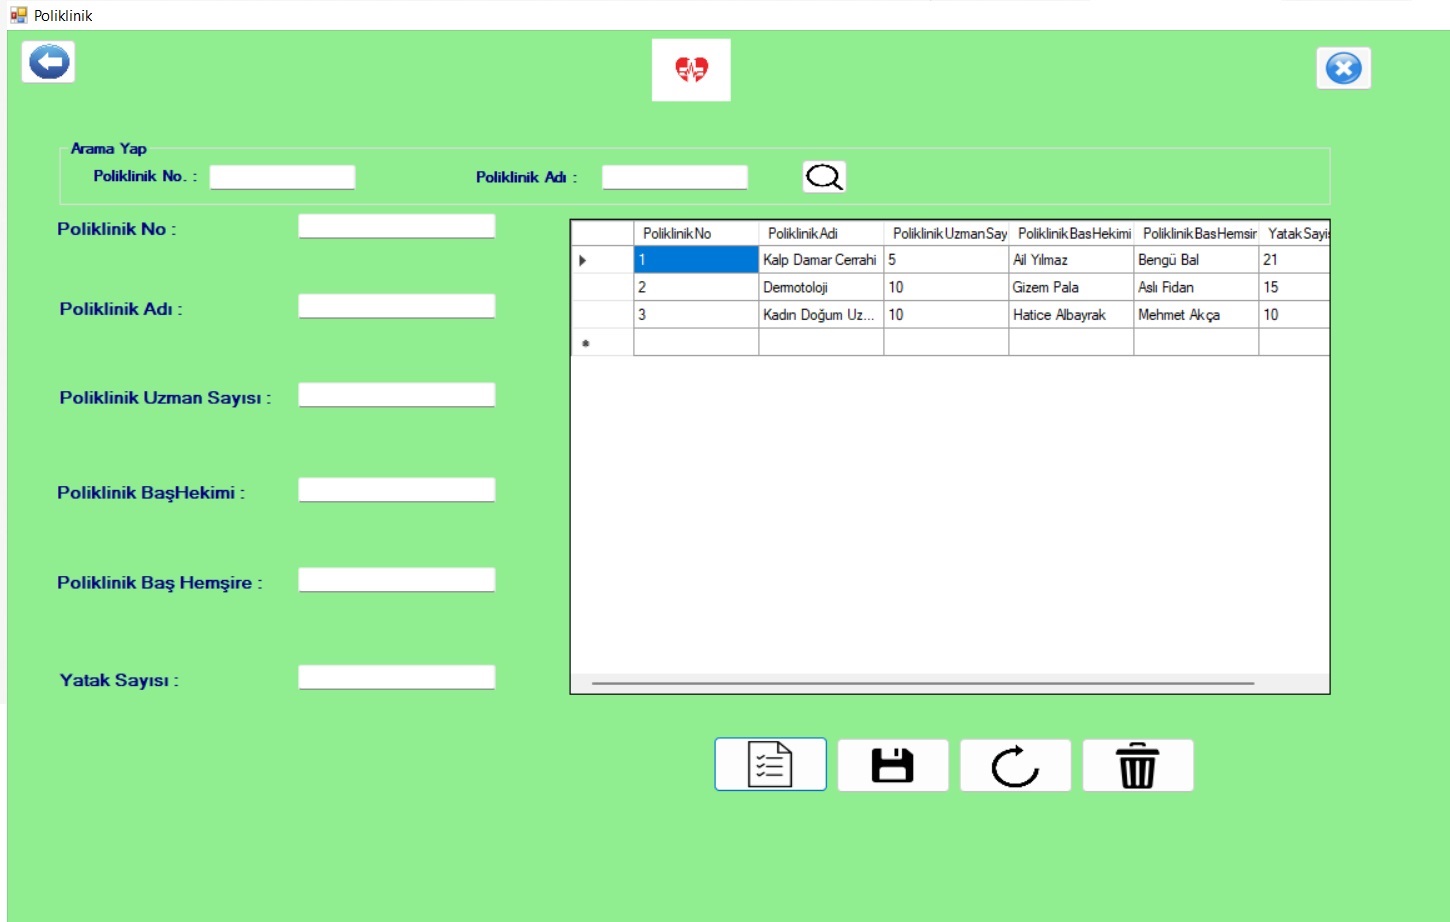 Poliklinik
Arama Yap
Poliklinik No. :
Poliklinik Adı :
Poliklinik No :
Poliklinik Adı :
Poliklinik Uzman Sayısı :
Poliklinik BaşHekimi :
Poliklinik Baş Hemşire :
Yatak Sayısı :
PoliklinikNo PoliklinikAdi PoliklinikUzmanSay PoliklinikBasHekimi PoliklinikBasHemsir YatakSayis
1 Kalp Damar Cerrahi 5 Ail Yılmaz Bengü Bal 21
2 Dermotoloji 10 Gizem Pala Aslı Fidan 15
3 Kadın Doğum Uz... 10 Hatice Albayrak Mehmet Akça 10